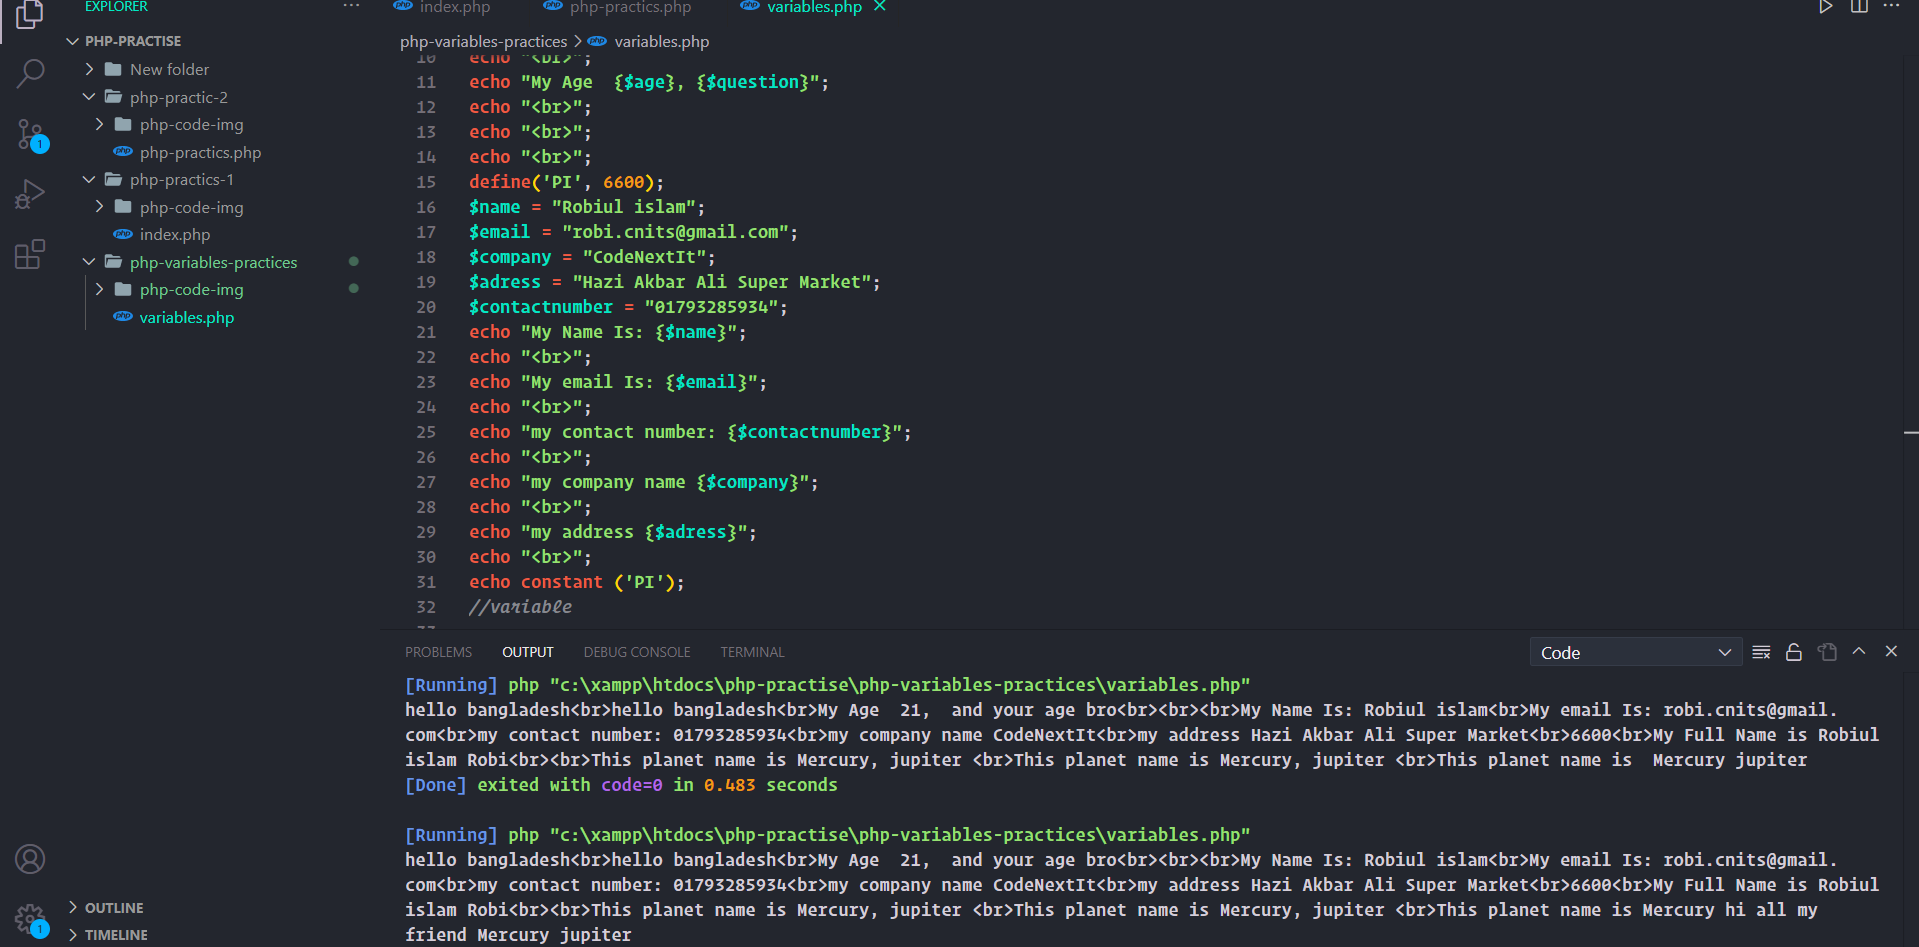 EXPLORER
PHP-PRACTISE
New folder
php-practic-2
php-code-img
php-practics.php
php-practics-1
php-code-img
index.php
php-variables-practices
php-code-img
variables.php
OUTLINE
TIMELINE
1
1
index.php
php-practics.php
variables.php
php-variables-practices > variables.php
10 echo "<br>";
11 echo "My Age  {$age}, {$question}";
12 echo "<br>";
13 echo "<br>";
14 echo "<br>";
15 define('PI', 6600);
16 $name = "Robiul islam";
17 $email = "robi.cnits@gmail.com";
18 $company = "CodeNextIt";
19 $adress = "Hazi Akbar Ali Super Market";
20 $contactnumber = "01793285934";
21 echo "My Name Is: {$name}";
22 echo "<br>";
23 echo "My email Is: {$email}";
24 echo "<br>";
25 echo "my contact number: {$contactnumber}";
26 echo "<br>";
27 echo "my company name {$company}";
28 echo "<br>";
29 echo "my address {$adress}";
30 echo "<br>";
31 echo constant ('PI');
32 //variable
PROBLEMS OUTPUT DEBUG CONSOLE TERMINAL Code
[Running] php "c:\xampp\htdocs\php-practise\php-variables-practices\variables.php"
hello bangladesh<br>hello bangladesh<br>My Age  21,  and your age bro<br><br><br>My Name Is: Robiul islam<br>My email Is: robi.cnits@gmail.
com<br>my contact number: 01793285934<br>my company name CodeNextIt<br>my address Hazi Akbar Ali Super Market<br>6600<br>My Full Name is Robiul
islam Robi<br><br>This planet name is Mercury, jupiter <br>This planet name is Mercury, jupiter <br>This planet name is  Mercury jupiter
[Done] exited with code=0 in 0.483 seconds
[Running] php "c:\xampp\htdocs\php-practise\php-variables-practices\variables.php"
hello bangladesh<br>hello bangladesh<br>My Age  21,  and your age bro<br><br><br>My Name Is: Robiul islam<br>My email Is: robi.cnits@gmail.
com<br>my contact number: 01793285934<br>my company name CodeNextIt<br>my address Hazi Akbar Ali Super Market<br>6600<br>My Full Name is Robiul
islam Robi<br><br>This planet name is Mercury, jupiter <br>This planet name is Mercury, jupiter <br>This planet name is Mercury hi all my
friend Mercury jupiter